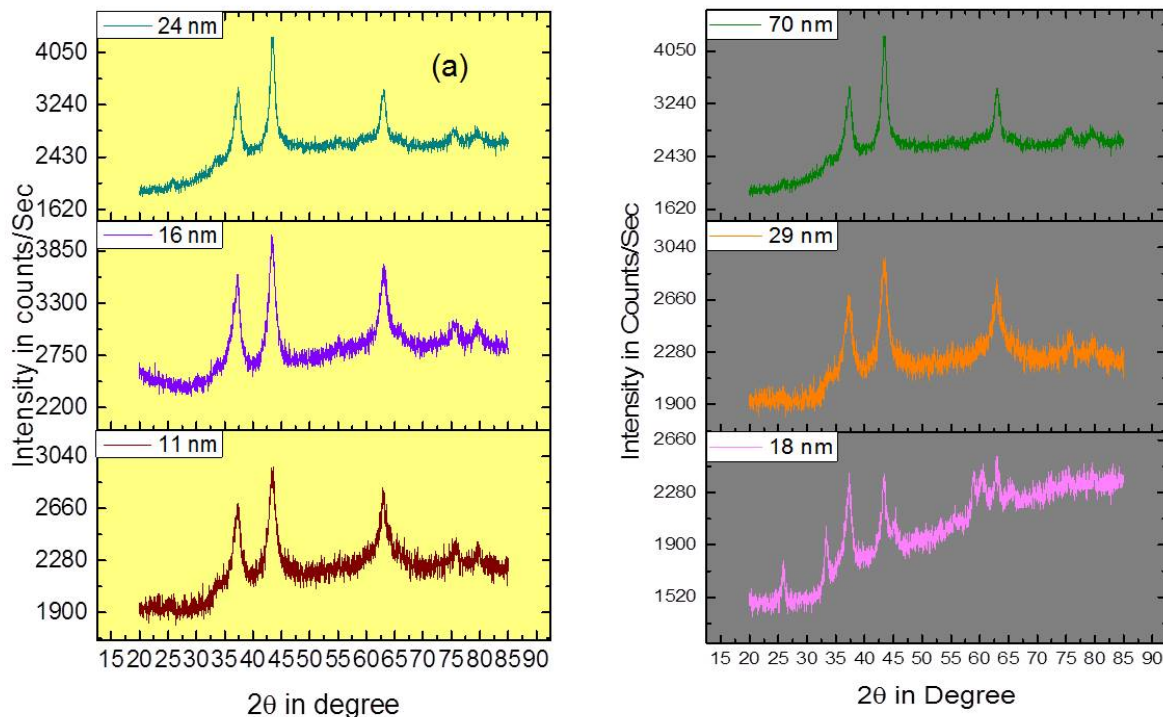 24 nm
(a)
4050
3240
2430
1620
16 nm
3850
3300
2750
2200
11 nm
3040
2660
2280
1900
Intensity in counts/Sec
15 20 25 30 35 40 45 50 55 60 65 70 75 80 85 90
2θ in degree
70 nm
4050
3240
2430
1620
29 nm
3040
2660
2280
1900
18 nm
2660
2280
1900
1520
Intensity in Counts/Sec
15 20 25 30 35 40 45 50 55 60 65 70 75 80 85 90
2θ in Degree